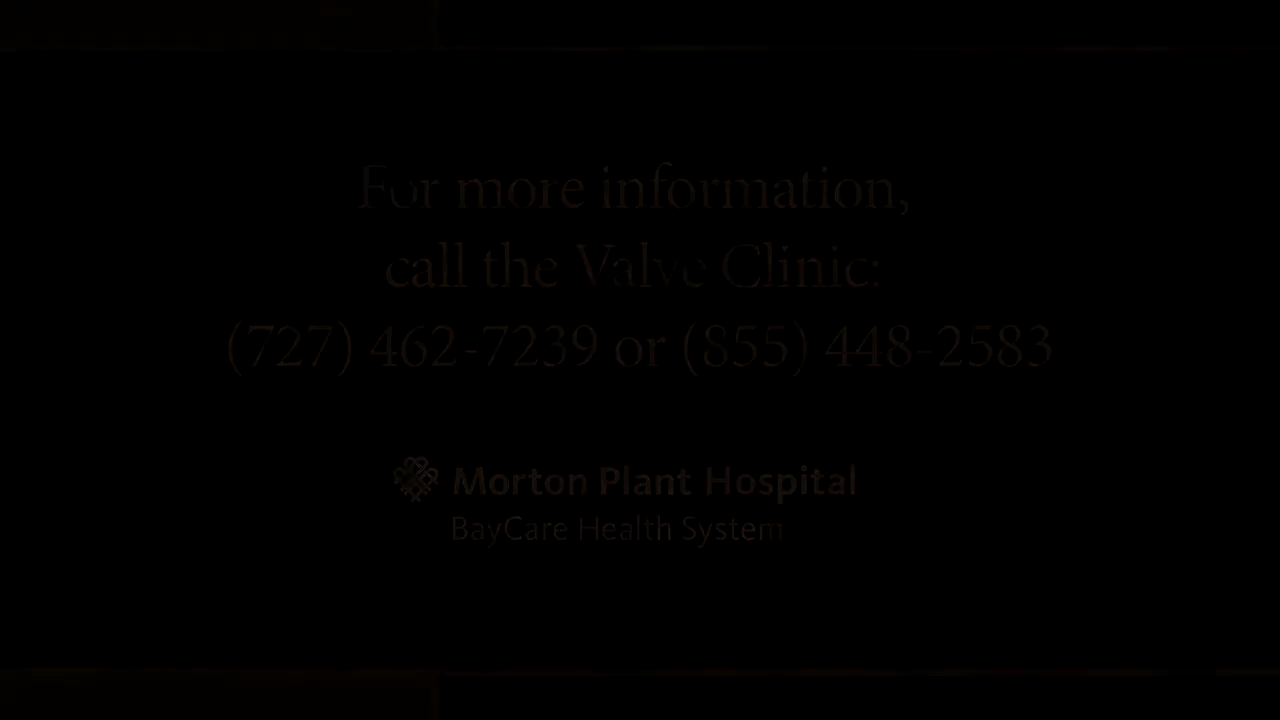 For more information,
call the Valve Clinic:
(727) 462-7239 or (855) 448-2583
Morton Plant Hospital
BayCare Health System